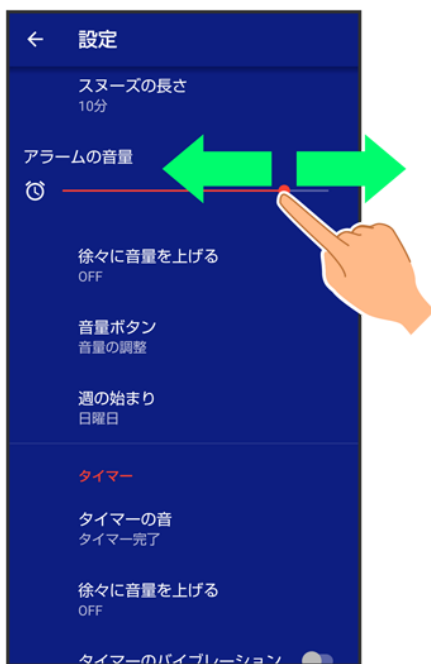 設定
スヌーズの長さ
10分
アラームの音量
徐々に音量を上げる
OFF
音量ボタン
音量の調整
週の始まり
日曜日
タイマー
タイマーの音
タイマー完了
徐々に音量を上げる
OFF
タイマーのバイブレーション